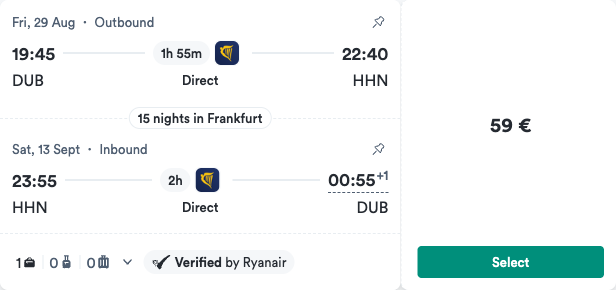 Fri, 29 Aug • Outbound
19:45 1h 55m 22:40
DUB Direct HHN
15 nights in Frankfurt
Sat, 13 Sept • Inbound
23:55 2h 00:55+1
HHN Direct DUB
1 0 0 Verified by Ryanair
59 €
Select